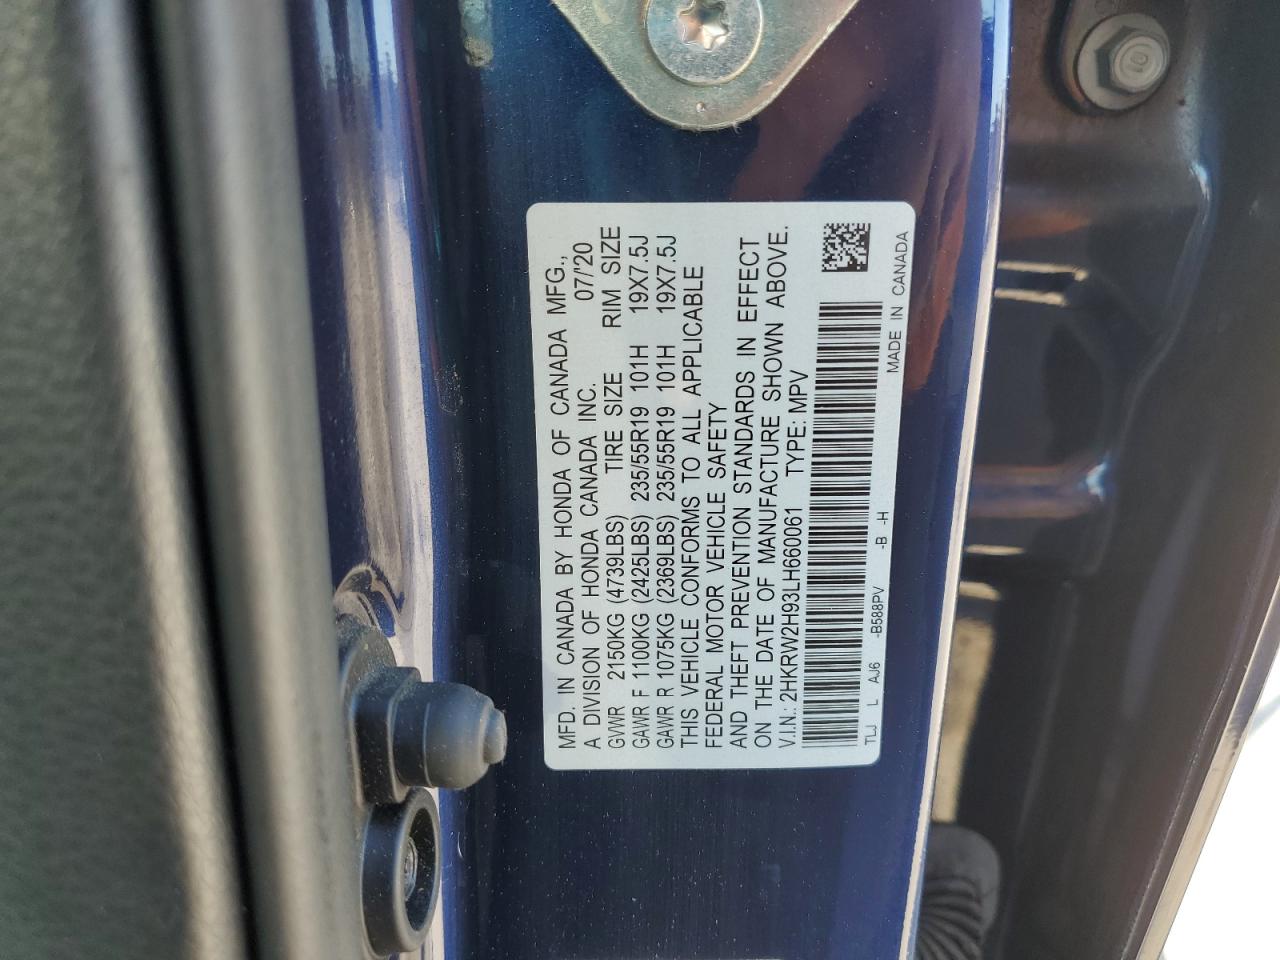 MFD. IN CANADA BY HONDA OF CANADA MFG.,
A DIVISION OF HONDA CANADA INC. 07/'20
GVWR 2150KG (4739LBS) TIRE SIZE RIM SIZE
GAWR F 1100KG (2425LBS) 235/55R19 101H 19X7.5J
GAWR R 1075KG (2369LBS) 235/55R19 101H 19X7.5J
THIS VEHICLE CONFORMS TO ALL APPLICABLE
FEDERAL MOTOR VEHICLE SAFETY
AND THEFT PREVENTION STANDARDS IN EFFECT
ON THE DATE OF MANUFACTURE SHOWN ABOVE.
V.I.N.: 2HKRW2H93LH660061 TYPE: MPV
TLJ L AJ6 -B588PV -B -H MADE IN CANADA
10